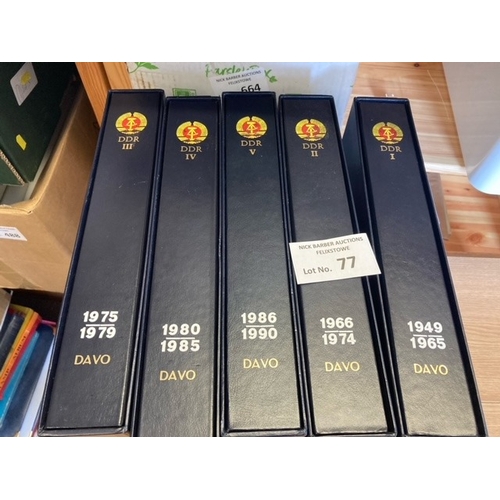 NICK BARBER AUCTIONS
FELIXSTOWE
664
DDR
III
1975
1979
DAVO
DDR
IV
1980
1985
DAVO
DDR
V
1986
1990
DAVO
DDR
II
1966
1974
DAVO
DDR
I
1949
1965
DAVO
NICK BARBER AUCTIONS
FELIXSTOWE
Lot No. 77